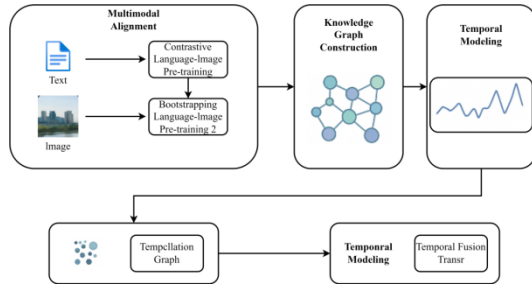 Multimodal
Alignment
Text
Image
Contrastive
Language-Image
Pre-training
Bootstrapping
Language-Image
Pre-training 2
Knowledge
Graph
Construction
Temporal
Modeling
Tempcllation
Graph
Temponral
Modeling
Temporal Fusion
Transr